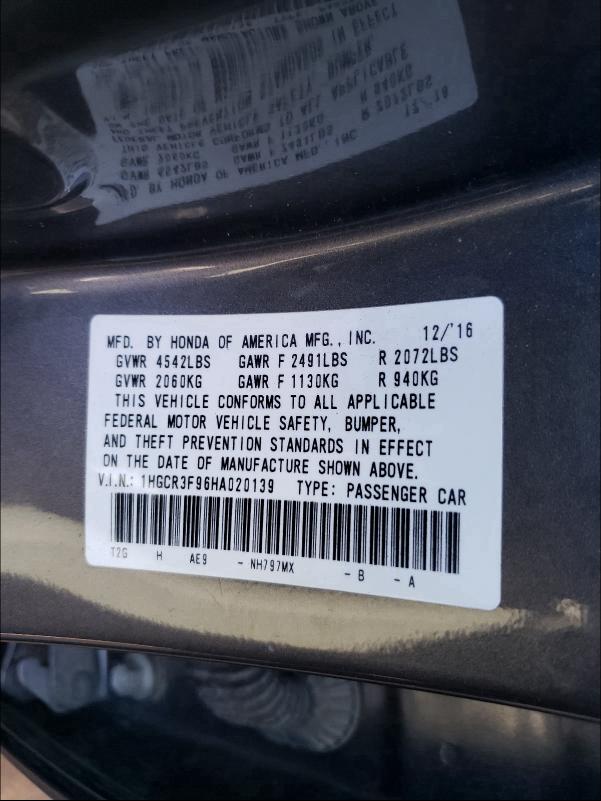 MFD. BY HONDA OF AMERICA MFG., INC. 12/'16
GVWR 4542LBS GAWR F 2491LBS R 2072LBS
GVWR 2060KG GAWR F 1130KG R 940KG
THIS VEHICLE CONFORMS TO ALL APPLICABLE
FEDERAL MOTOR VEHICLE SAFETY, BUMPER,
AND THEFT PREVENTION STANDARDS IN EFFECT
ON THE DATE OF MANUFACTURE SHOWN ABOVE.
V.I.N.: 1HGCR3F96HA020139 TYPE: PASSENGER CAR
T2G H AE9 - NH797MX - B - A